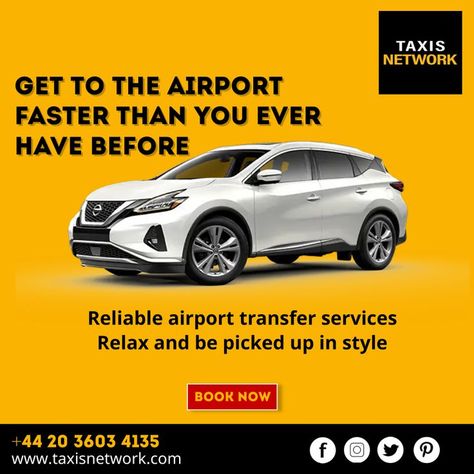 TAXIS
NETWORK
GET TO THE AIRPORT
FASTER THAN YOU EVER
HAVE BEFORE
Reliable airport transfer services
Relax and be picked up in style
BOOK NOW
+44 20 3603 4135
www.taxisnetwork.com